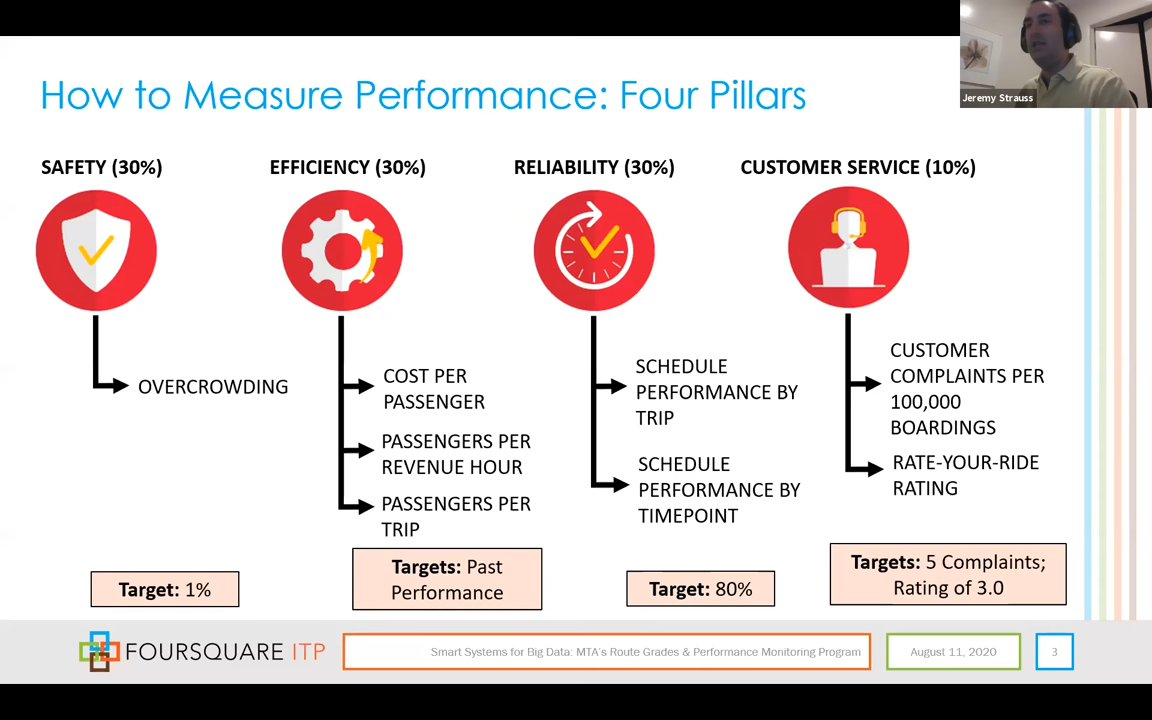 How to Measure Performance: Four Pillars
Jeremy Strauss
SAFETY (30%)
OVERCROWDING
Target: 1%
EFFICIENCY (30%)
COST PER
PASSENGER
PASSENGERS PER
REVENUE HOUR
PASSENGERS PER
TRIP
Targets: Past
Performance
RELIABILITY (30%)
SCHEDULE
PERFORMANCE BY
TRIP
SCHEDULE
PERFORMANCE BY
TIMEPOINT
Target: 80%
CUSTOMER SERVICE (10%)
CUSTOMER
COMPLAINTS PER
100,000
BOARDINGS
RATE-YOUR-RIDE
RATING
Targets: 5 Complaints;
Rating of 3.0
FOURSQUARE ITP
Smart Systems for Big Data: MTA's Route Grades & Performance Monitoring Program
August 11, 2020
3